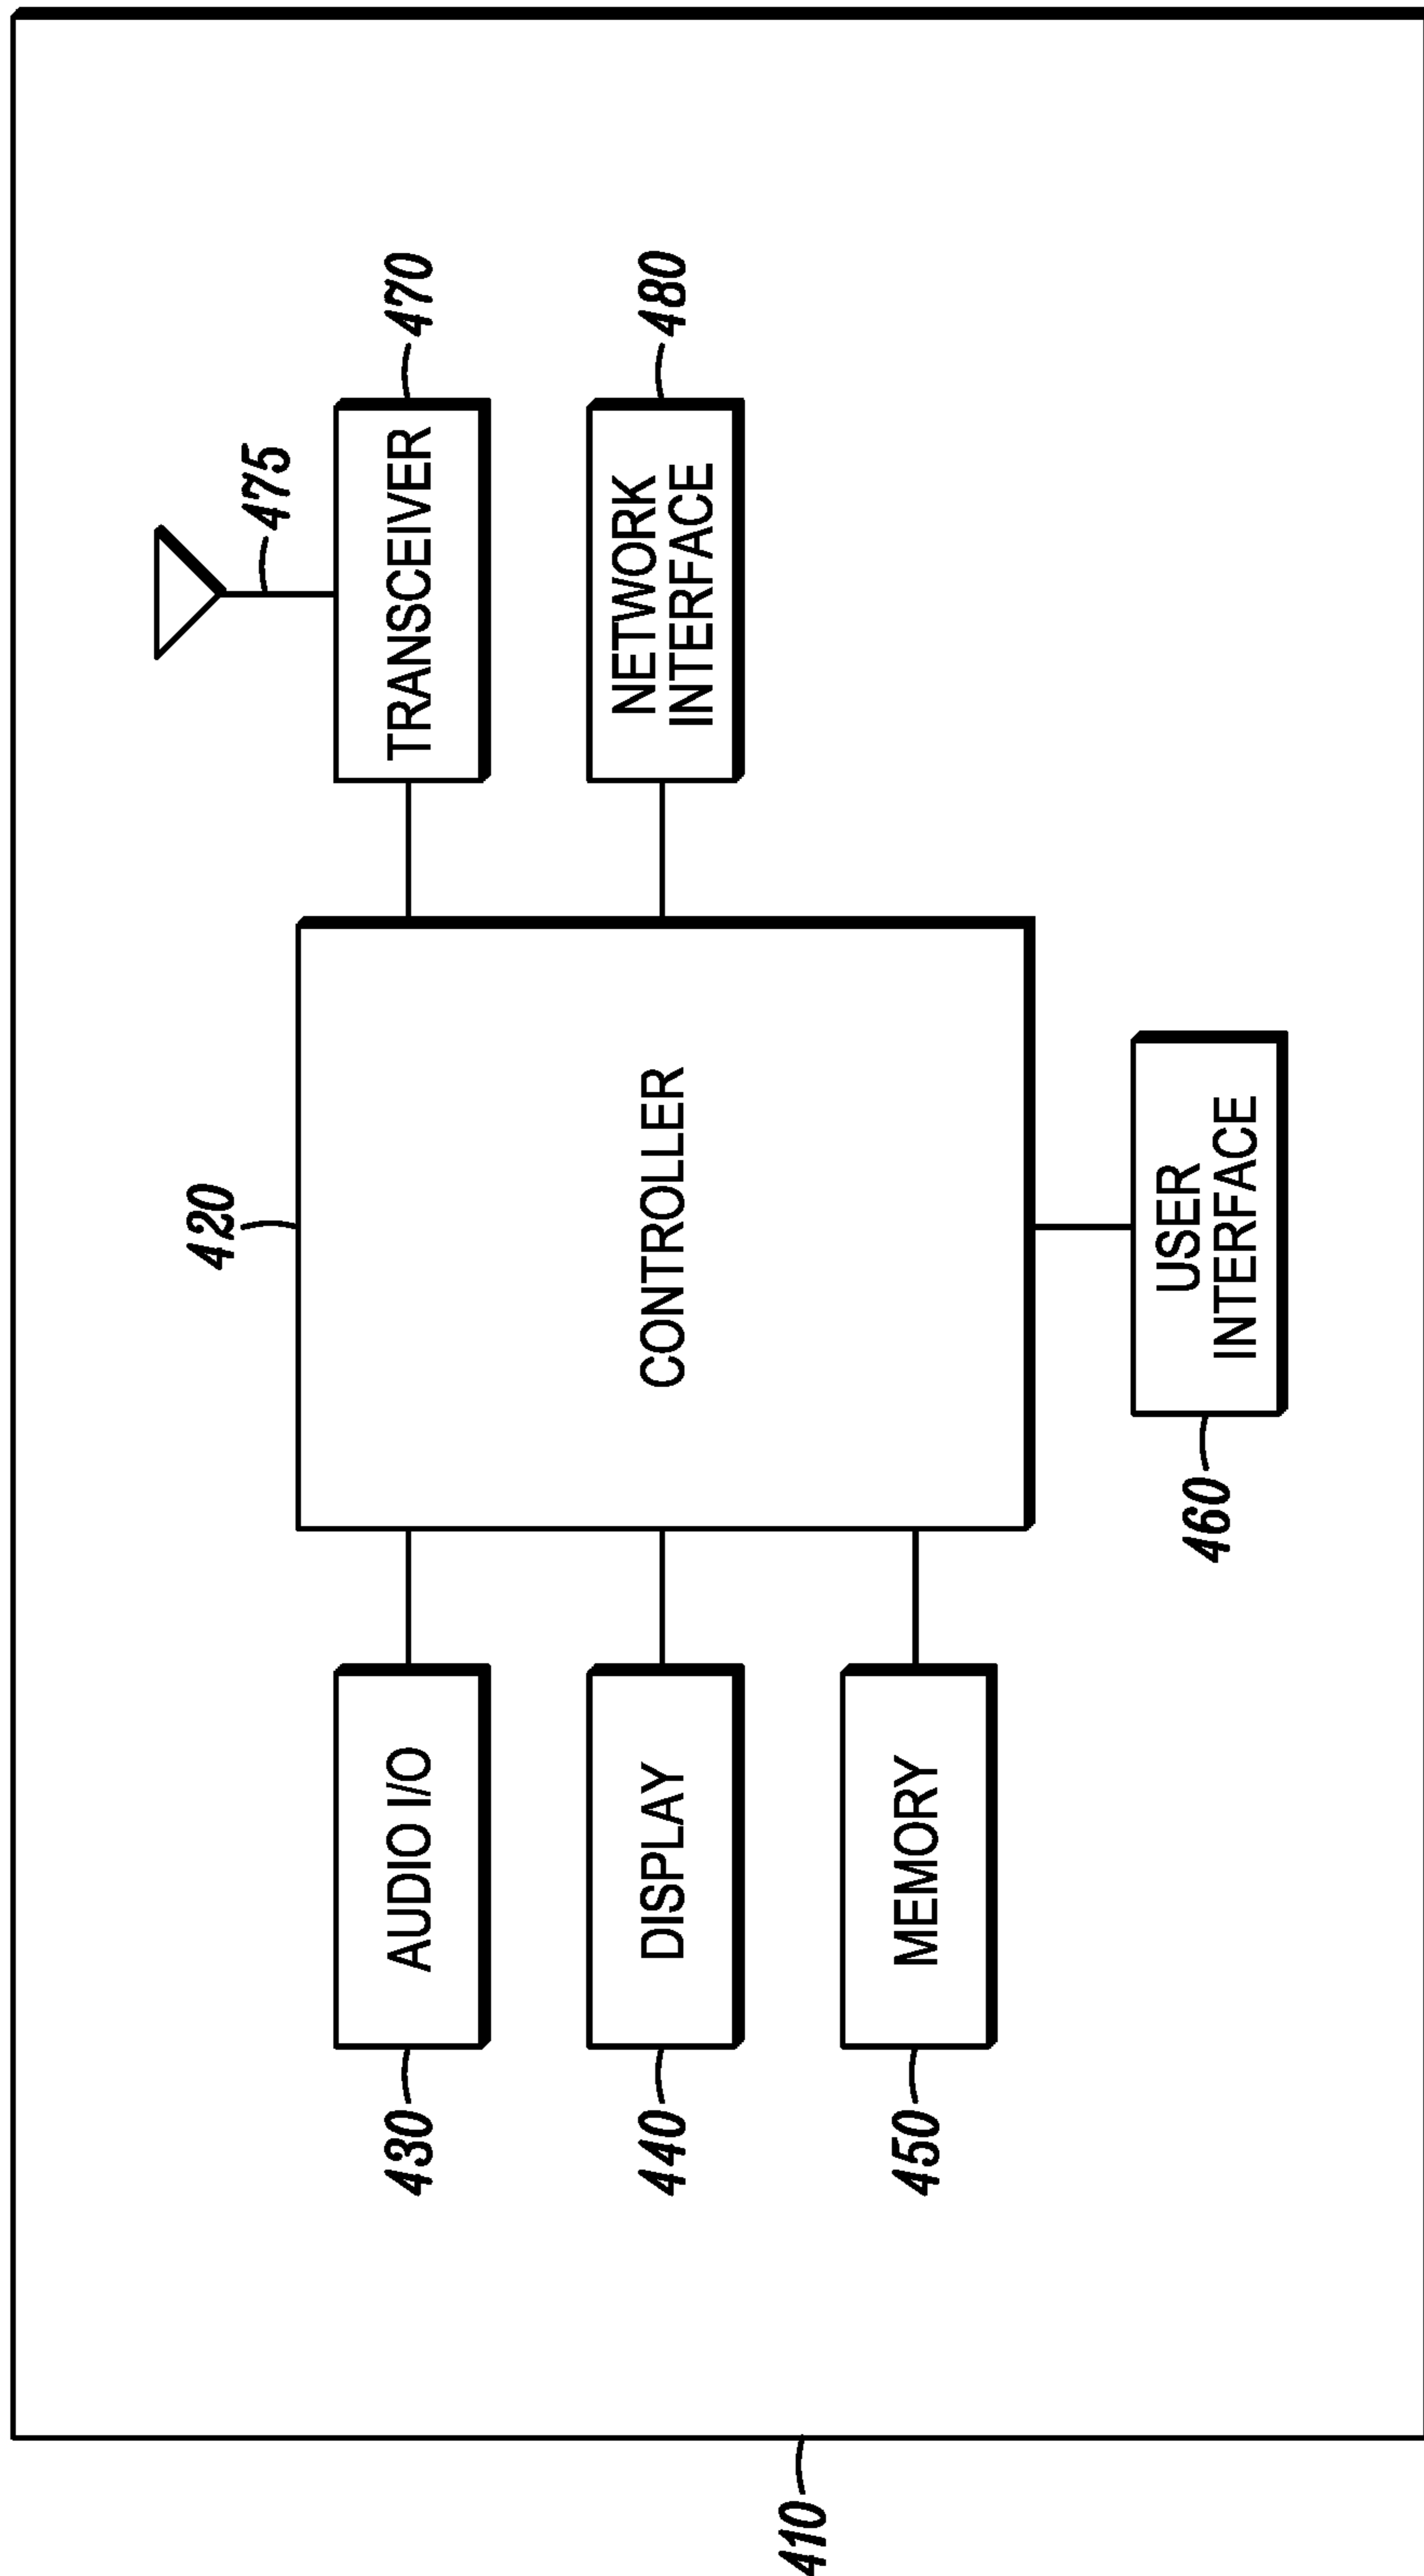 475
420
AUDIO I/O
430
TRANSCEIVER
470
DISPLAY
440
CONTROLLER
NETWORK
INTERFACE
480
MEMORY
450
USER
INTERFACE
460
410